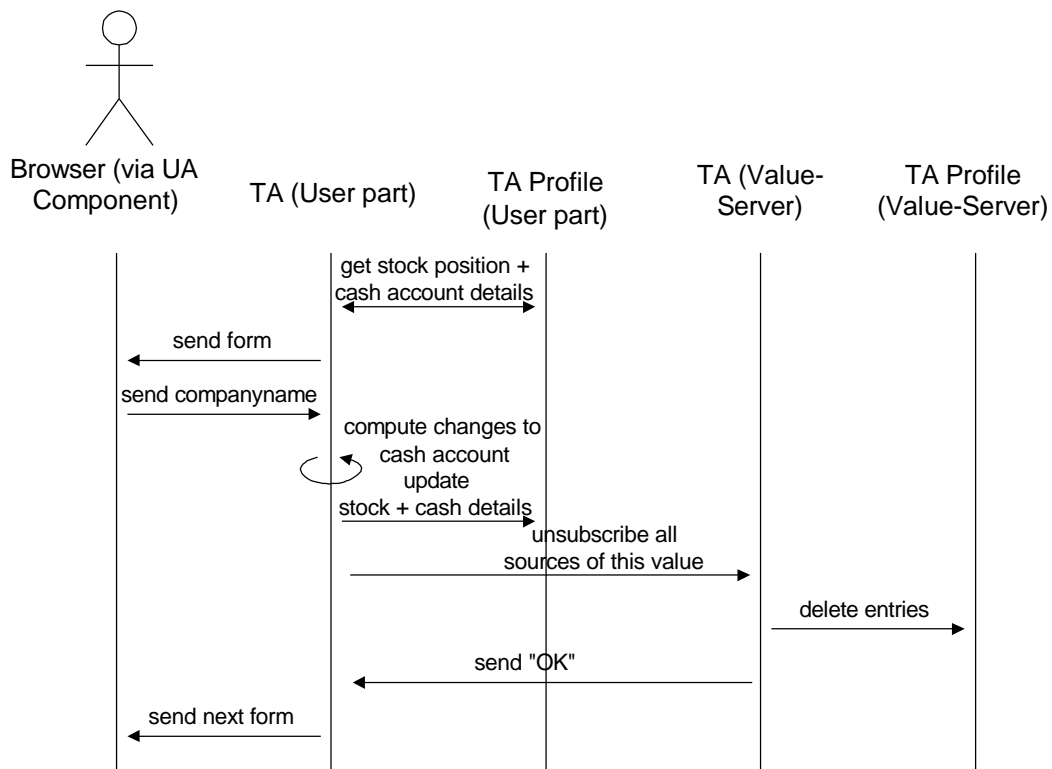 Browser (via UA
Component)
TA (User part)
TA Profile
(User part)
TA (Value-
Server)
TA Profile
(Value-Server)
get stock position +
cash account details
send form
send companyname
compute changes to
cash account
update
stock + cash details
unsubscribe all
sources of this value
delete entries
send "OK"
send next form